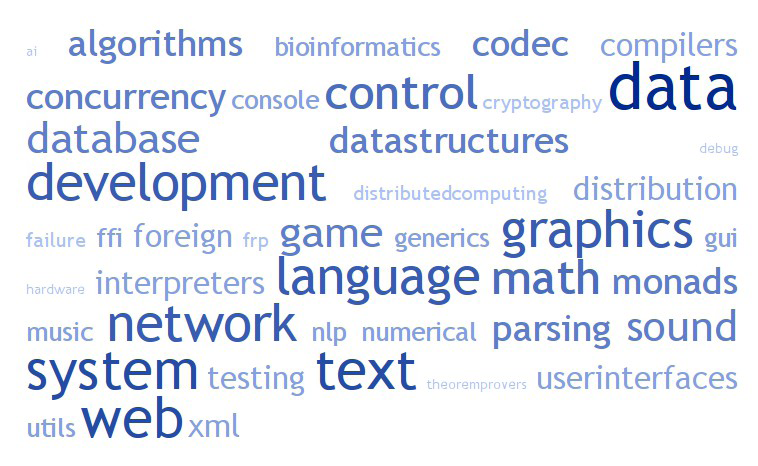 ai algorithms bioinformatics codec compilers
concurrency console control cryptography data
database datastructures debug
development distributedcomputing distribution
failure ffi foreign frp game generics graphics gui
hardware interpreters language math monads
music network nlp numerical parsing sound
system testing text theoremprovers userinterfaces
utils web xml